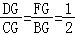 DG/CG = FG/BG = 1/2